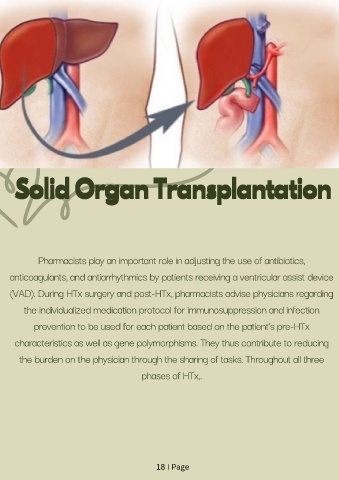 Solid Organ Transplantation
Pharmacists play an important role in adjusting the use of antibiotics,
anticoagulants, and antiarrhythmics by patients receiving a ventricular assist device
(VAD). During HTx surgery and post-HTx, pharmacists advise physicians regarding
the individualized medication protocol for immunosuppression and infection
prevention to be used for each patient based on the patient's pre-HTx
characteristics as well as gene polymorphisms. They thus contribute to reducing
the burden on the physician through the sharing of tasks. Throughout all three
phases of HTx,.
18 | Page